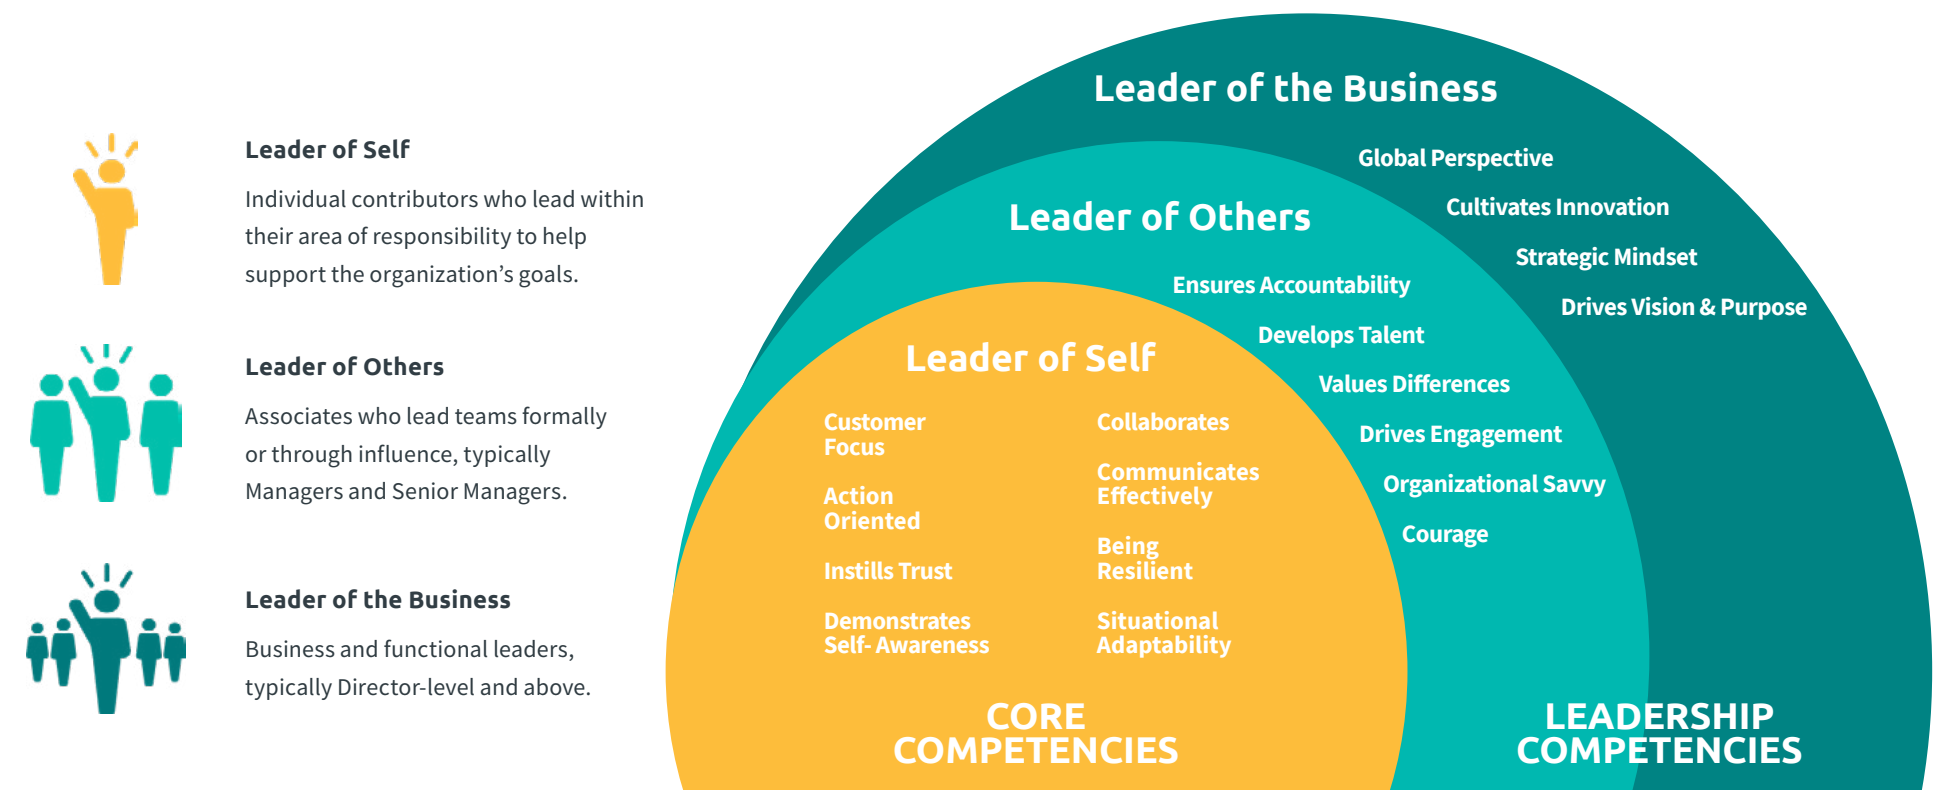 Leader of Self
Individual contributors who lead within
their area of responsibility to help
support the organization’s goals.
Leader of Others
Associates who lead teams formally
or through influence, typically
Managers and Senior Managers.
Leader of the Business
Business and functional leaders,
typically Director-level and above.
Leader of the Business
Global Perspective
Cultivates Innovation
Strategic Mindset
Drives Vision & Purpose
Leader of Others
Ensures Accountability
Develops Talent
Values Differences
Drives Engagement
Organizational Savvy
Courage
Leader of Self
Customer
Focus
Action
Oriented
Instills Trust
Demonstrates
Self- Awareness
Collaborates
Communicates
Effectively
Being
Resilient
Situational
Adaptability
CORE
COMPETENCIES
LEADERSHIP
COMPETENCIES